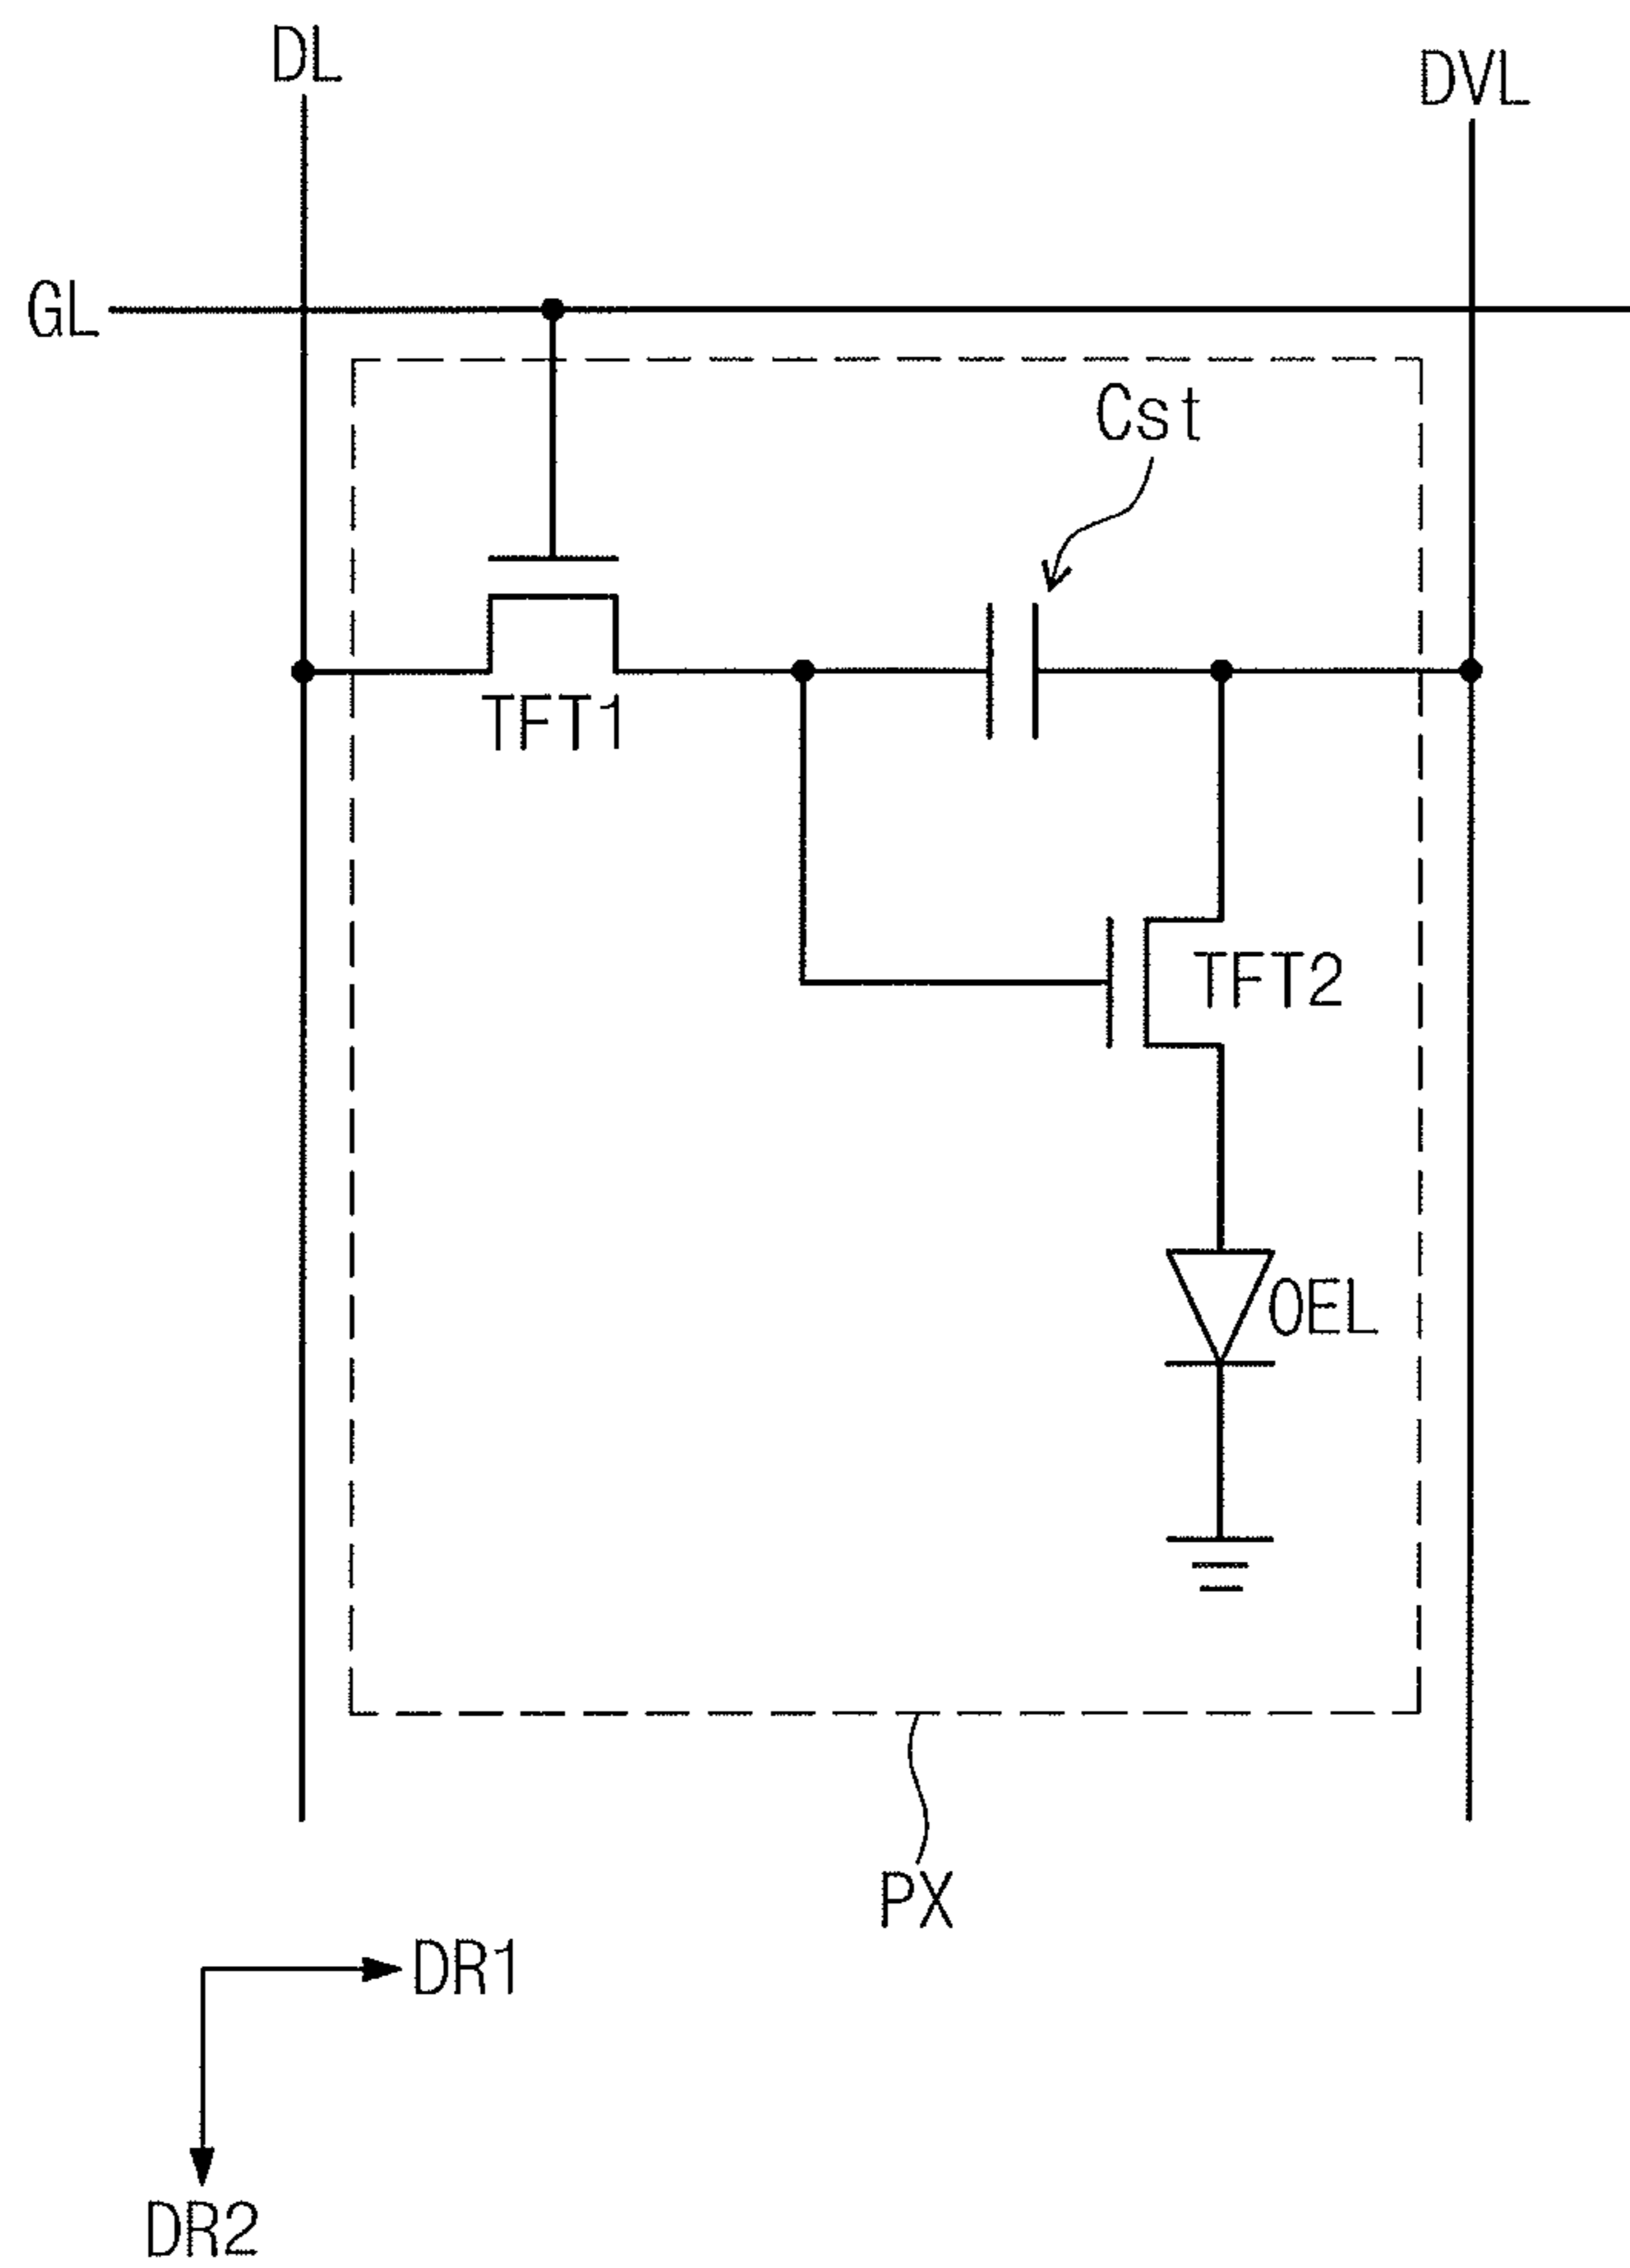 DL
DVL
GL
Cst
TFT1
TFT2
OEL
PX
DR1
DR2